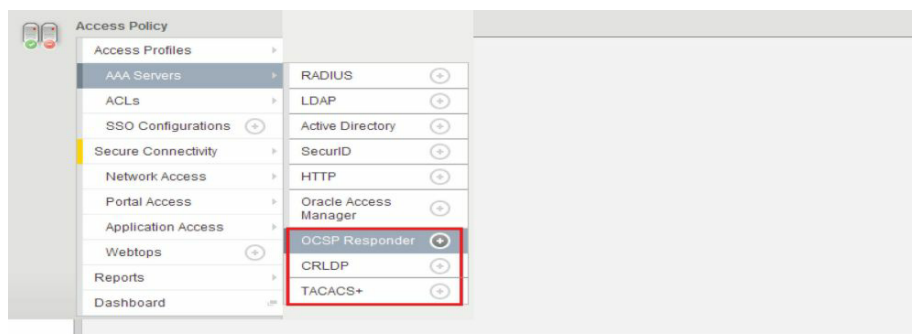 Access Policy
Access Profiles
AAA Servers
ACLs
SSO Configurations
Secure Connectivity
Network Access
Portal Access
Application Access
Webtops
Reports
Dashboard
RADIUS
LDAP
Active Directory
SecurID
HTTP
Oracle Access
Manager
OCSP Responder
CRLDP
TACACS+